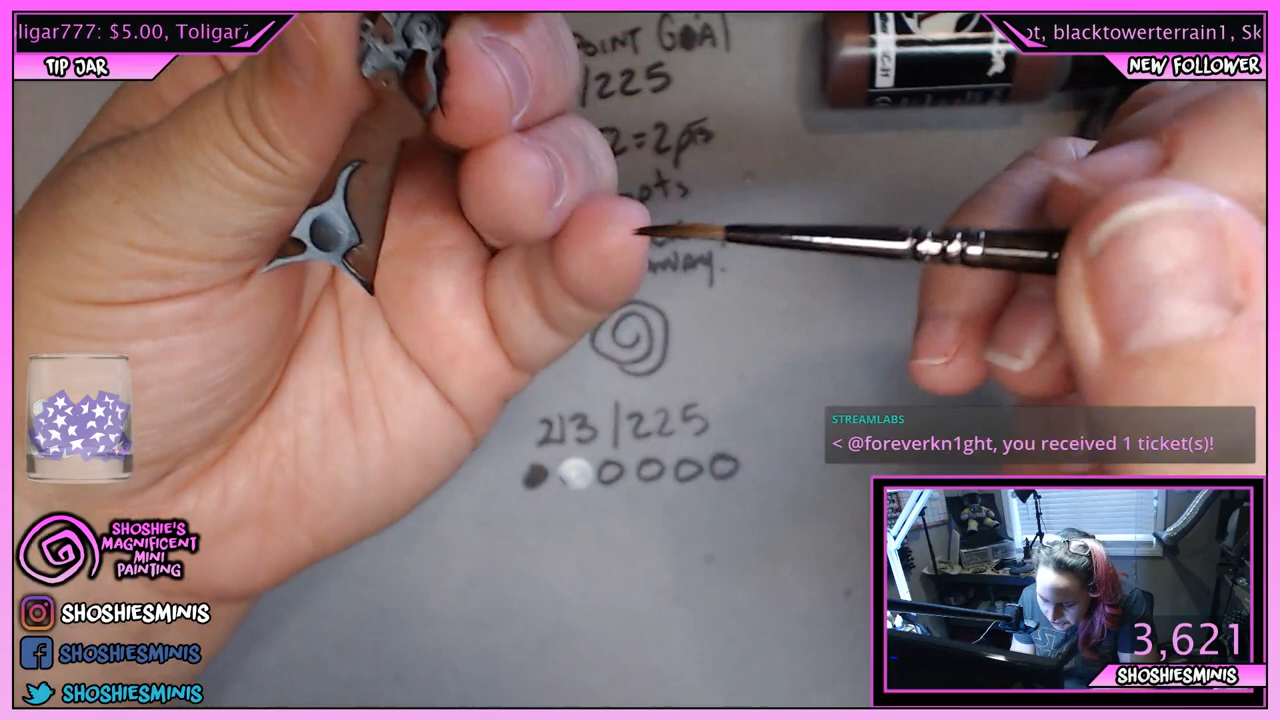 ligar777: $5.00, Toligar7
TIP JAR
ot, blacktowerterrain1, Sk
NEW FOLLOWER
POINT GOAL
/225
2=2pts
213/225
STREAMLABS
< @foreverkn1ght, you received 1 ticket(s)!
SHOSHIE'S
MAGNIFICENT
MINI
PAINTING
SHOSHIESMINIS
SHOSHIESMINIS
SHOSHIESMINIS
3,621
SHOSHIESMINIS